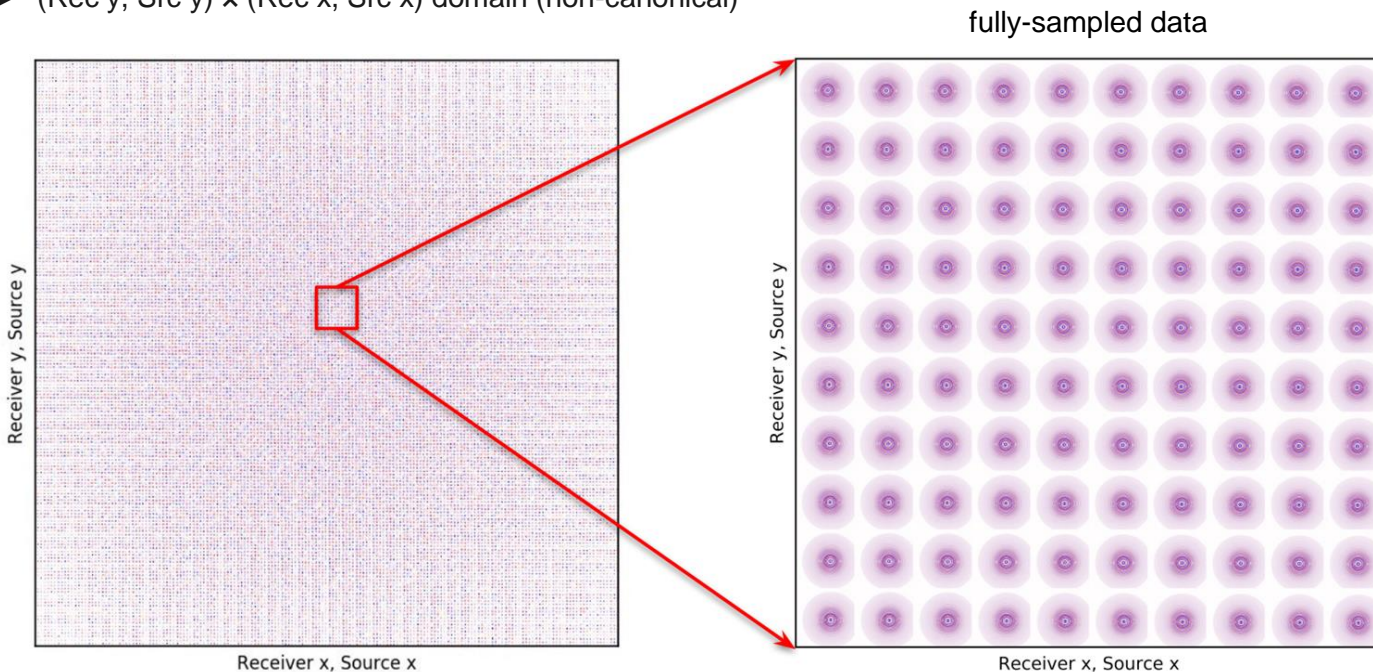 (Rec y, Src y) × (Rec x, Src x) domain (non-canonical)
fully-sampled data
Receiver y, Source y
Receiver x, Source x
Receiver y, Source y
Receiver x, Source x